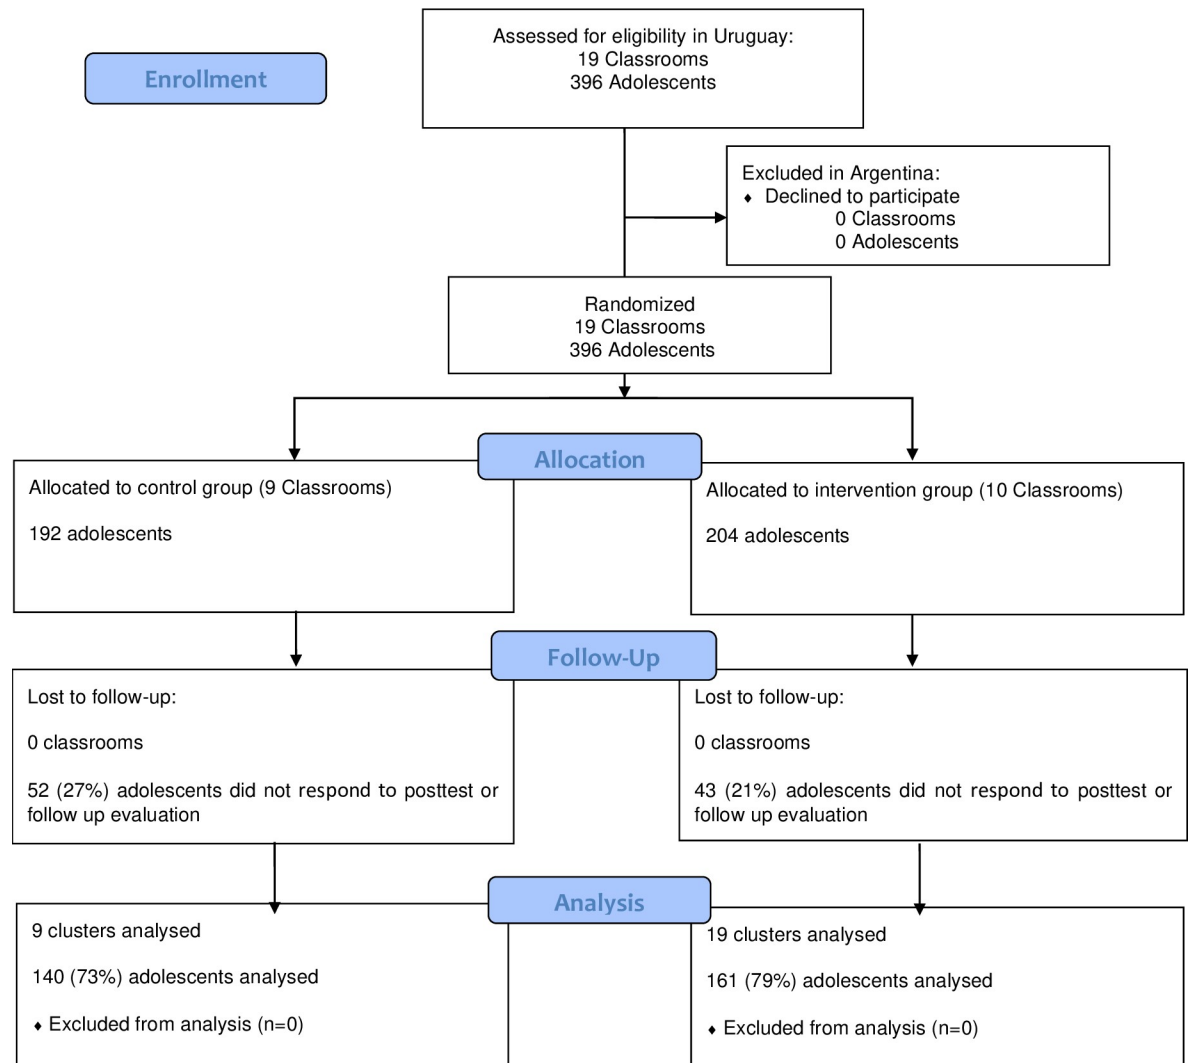 Enrollment
Assessed for eligibility in Uruguay:
19 Classrooms
396 Adolescents
Excluded in Argentina:
♦ Declined to participate
0 Classrooms
0 Adolescents
Randomized
19 Classrooms
396 Adolescents
Allocation
Allocated to control group (9 Classrooms)
192 adolescents
Allocated to intervention group (10 Classrooms)
204 adolescents
Follow-Up
Lost to follow-up:
0 classrooms
52 (27%) adolescents did not respond to posttest or
follow up evaluation
Lost to follow-up:
0 classrooms
43 (21%) adolescents did not respond to posttest or
follow up evaluation
Analysis
9 clusters analysed
140 (73%) adolescents analysed
♦ Excluded from analysis (n=0)
19 clusters analysed
161 (79%) adolescents analysed
♦ Excluded from analysis (n=0)